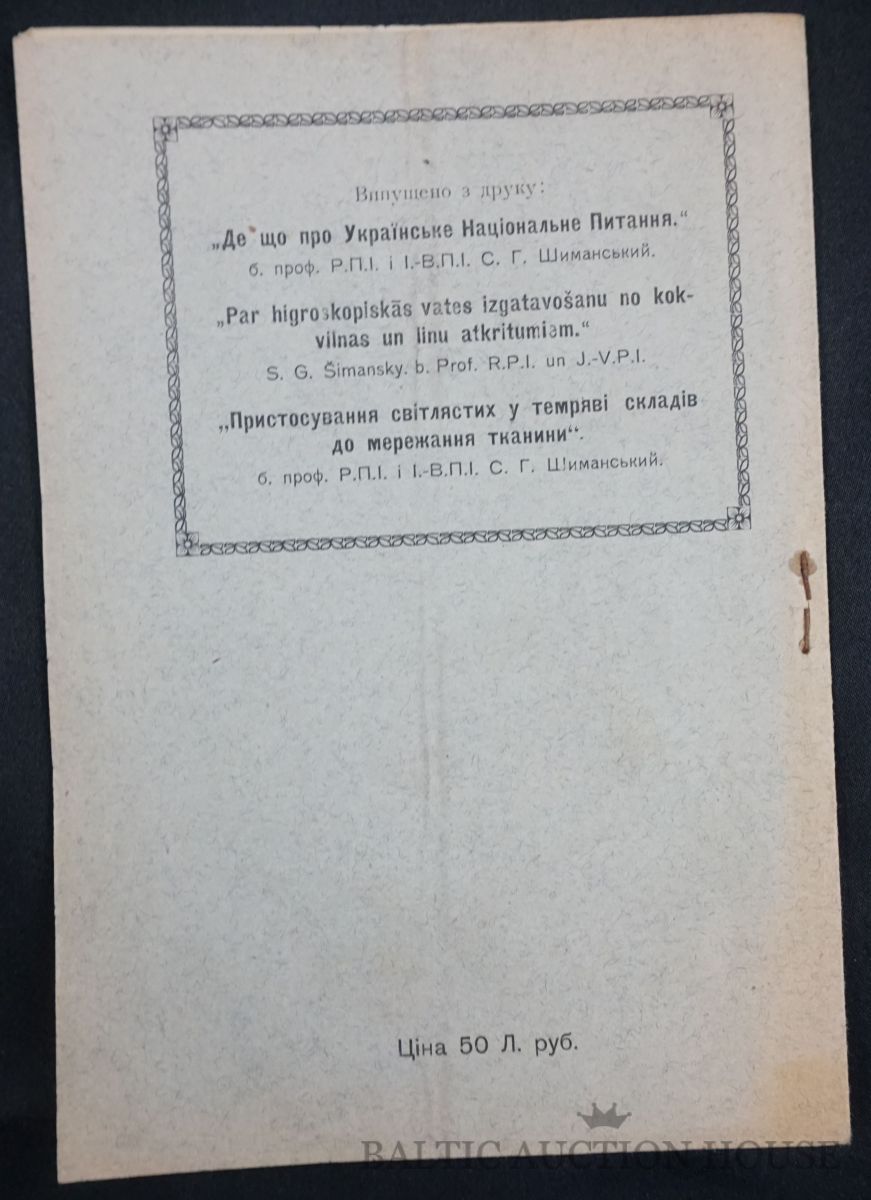 Випущено з друку:
„Де що про Українське Національне Питання.“
б. проф. Р.П.І. і І.-В.П.І. С. Г. Шиманський.
„Par higroskopiskās vates izgatavošanu no kok-
vilnas un linu atkritumiam.“
S. G. Šimansky. b. Prof. R.P.I. un J.-V.P.I.
„Пристосування світлястих у темряві складів
до мережання тканини“.
б. проф. Р.П.І. і І.-В.П.І. С. Г. Шиманський.
Ціна 50 Л. руб.
BALTIC AUCTION HOUSE